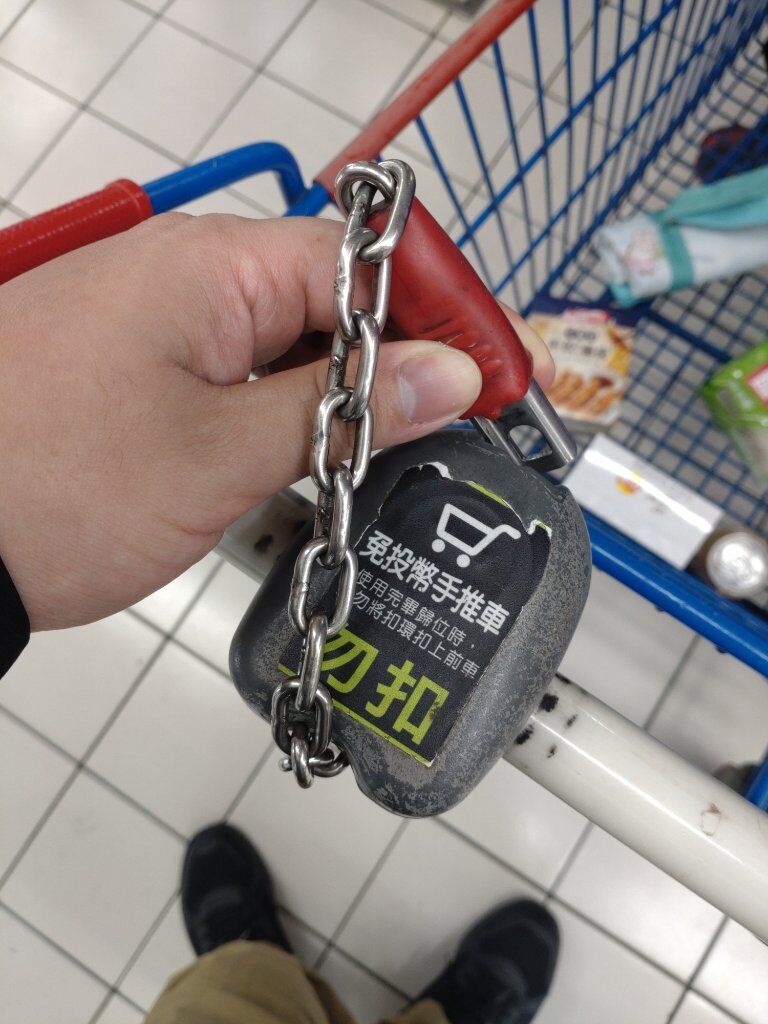 免投幣手推車
使用完畢歸位時，
勿將扣環扣上前車
勿扣